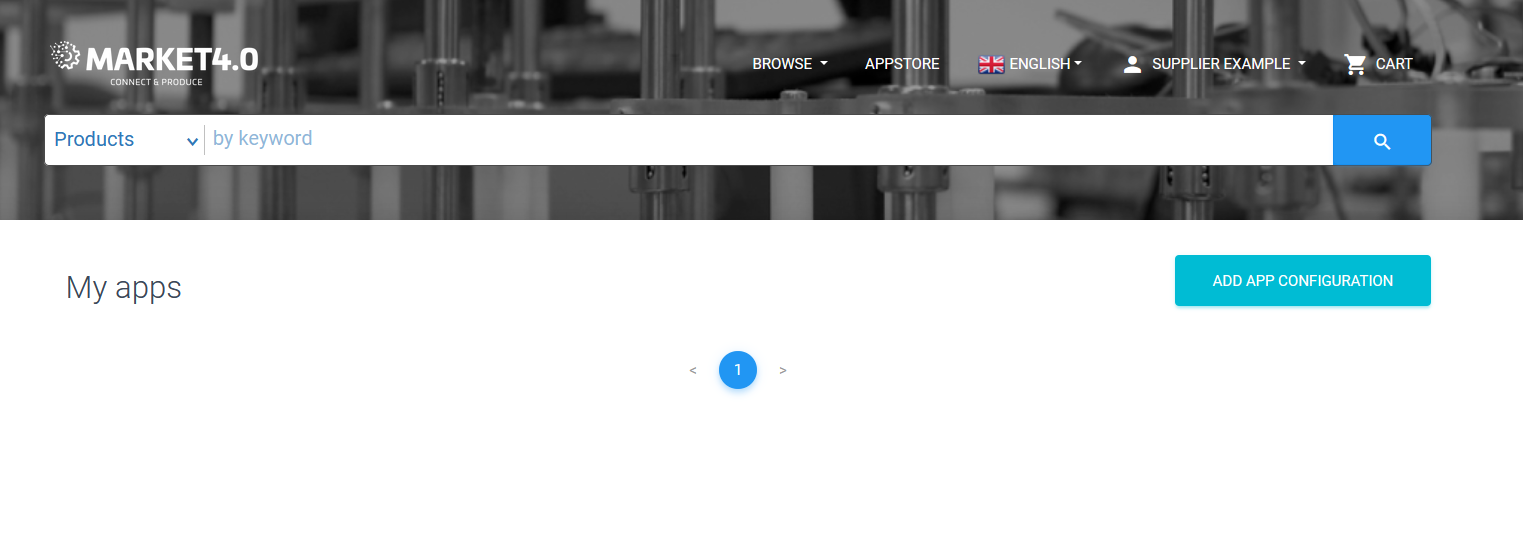 MARKET4.0
CONNECT & PRODUCE
BROWSE
APPSTORE
ENGLISH
SUPPLIER EXAMPLE
CART
Products
by keyword
My apps
ADD APP CONFIGURATION
< 1 >